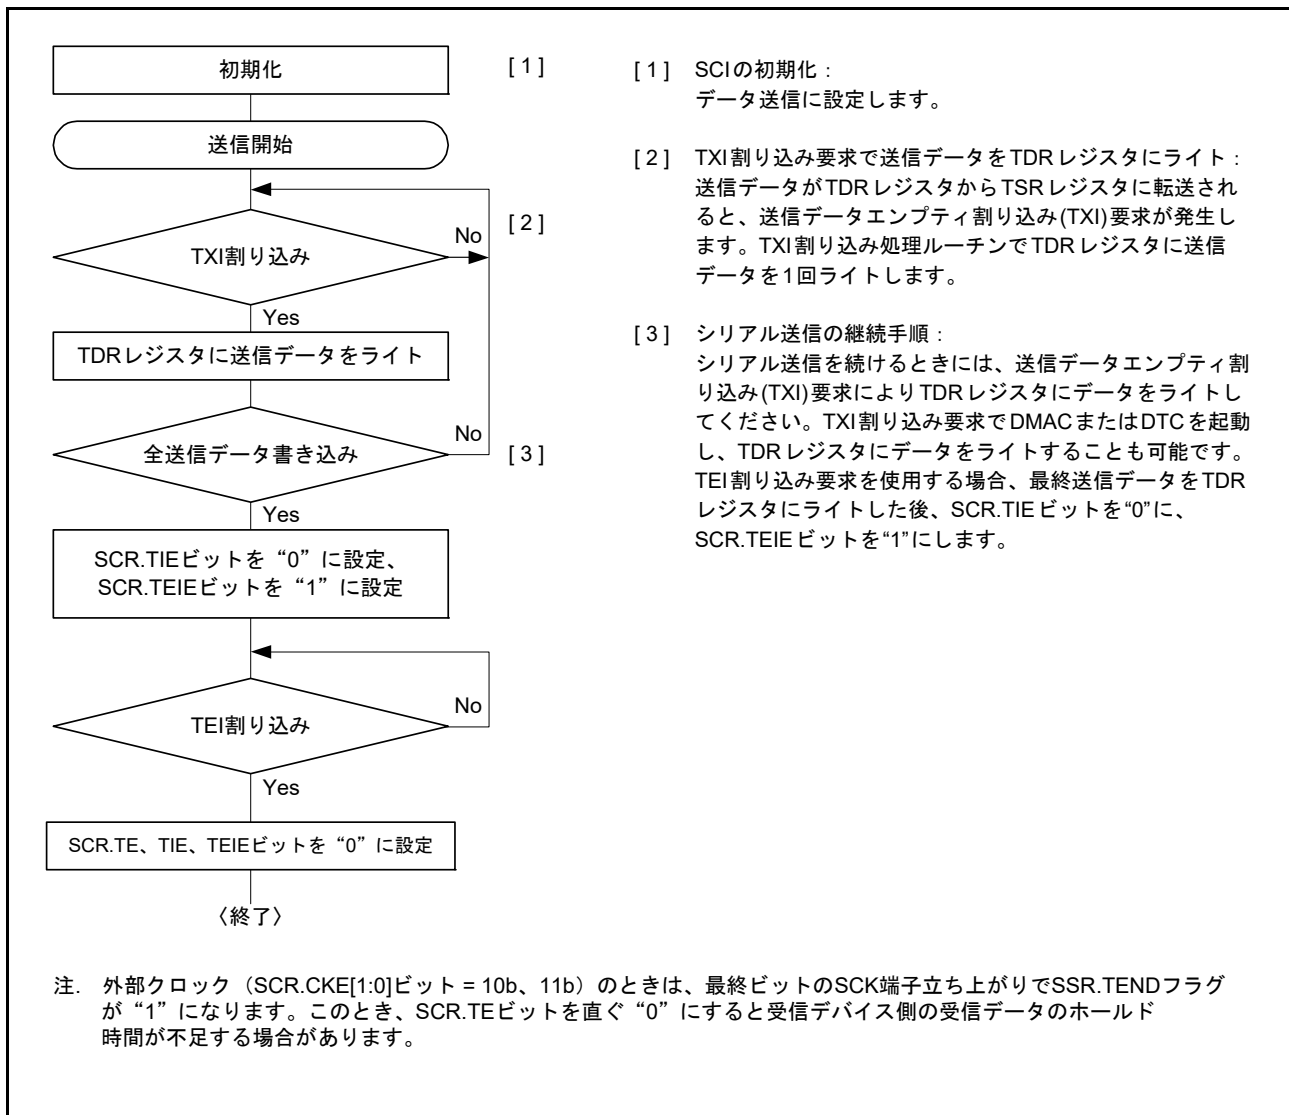 初期化
[ 1 ]
送信開始
TXI割り込み
No
[ 2 ]
Yes
TDRレジスタに送信データをライト
全送信データ書き込み
No
[ 3 ]
Yes
SCR.TIEビットを“0”に設定、
SCR.TEIEビットを“1”に設定
TEI割り込み
No
Yes
SCR.TE、TIE、TEIEビットを“0”に設定
〈終了〉
[ 1 ] SCIの初期化：
データ送信に設定します。
[ 2 ] TXI割り込み要求で送信データをTDRレジスタにライト：
送信データがTDRレジスタからTSRレジスタに転送され
ると、送信データエンプティ割り込み(TXI)要求が発生し
ます。TXI割り込み処理ルーチンでTDRレジスタに送信
データを1回ライトします。
[ 3 ] シリアル送信の継続手順：
シリアル送信を続けるときには、送信データエンプティ割
り込み(TXI)要求によりTDRレジスタにデータをライトし
てください。TXI割り込み要求でDMACまたはDTCを起動
し、TDRレジスタにデータをライトすることも可能です。
TEI割り込み要求を使用する場合、最終送信データをTDR
レジスタにライトした後、SCR.TIEビットを“0”に、
SCR.TEIEビットを“1”にします。
注. 外部クロック（SCR.CKE[1:0]ビット = 10b、11b）のときは、最終ビットのSCK端子立ち上がりでSSR.TENDフラグ
が“1”になります。このとき、SCR.TEビットを直ぐ“0”にすると受信デバイス側の受信データのホールド
時間が不足する場合があります。